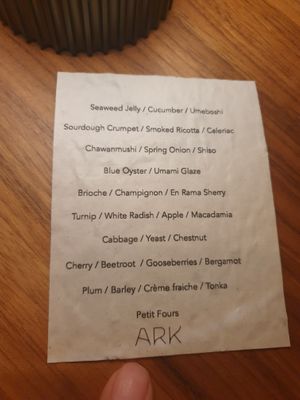 Seaweed Jelly / Cucumber / Umeboshi
Sourdough Crumpet / Smoked Ricotta / Celeriac
Chawanmushi / Spring Onion / Shiso
Blue Oyster / Umami Glaze
Brioche / Champignon / En Rama Sherry
Turnip / White Radish / Apple / Macadamia
Cabbage / Yeast / Chestnut
Cherry / Beetroot / Gooseberries / Bergamot
Plum / Barley / Crème fraiche / Tonka
Petit Fours
ARK